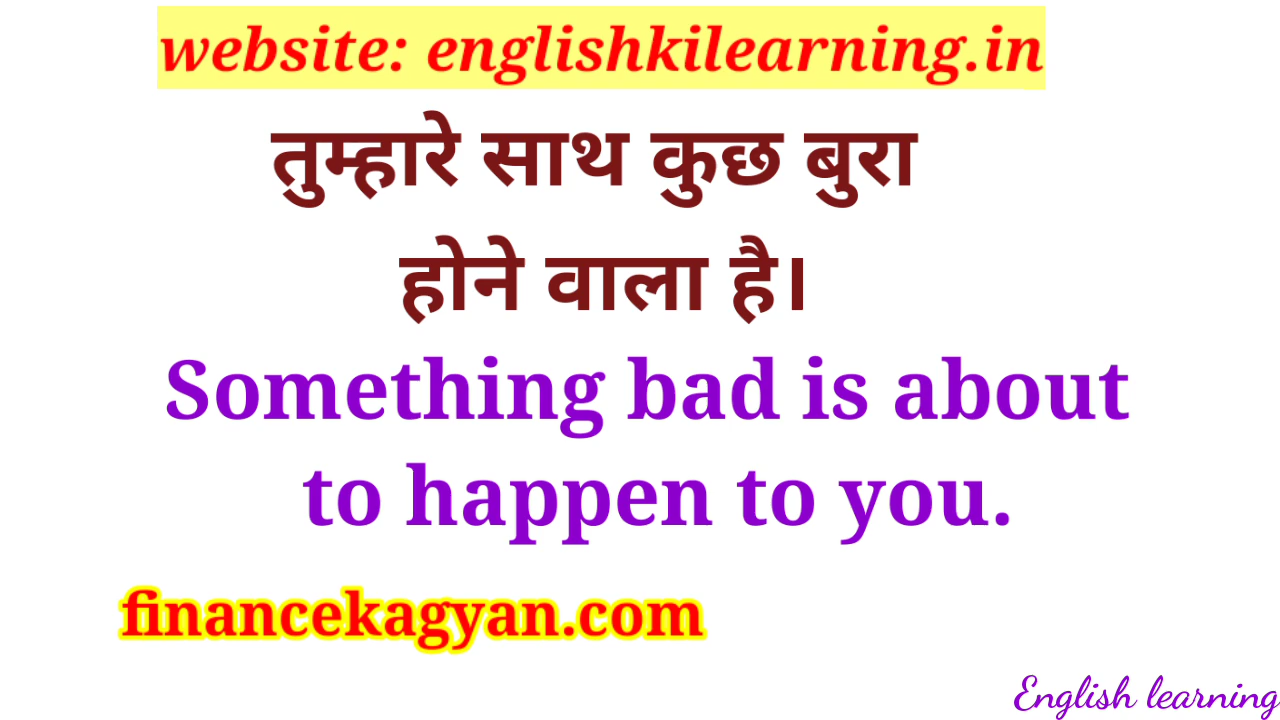 website: englishkilearning.in
तुम्हारे साथ कुछ बुरा
होने वाला है।
Something bad is about
to happen to you.
financekagyan.com
English learning